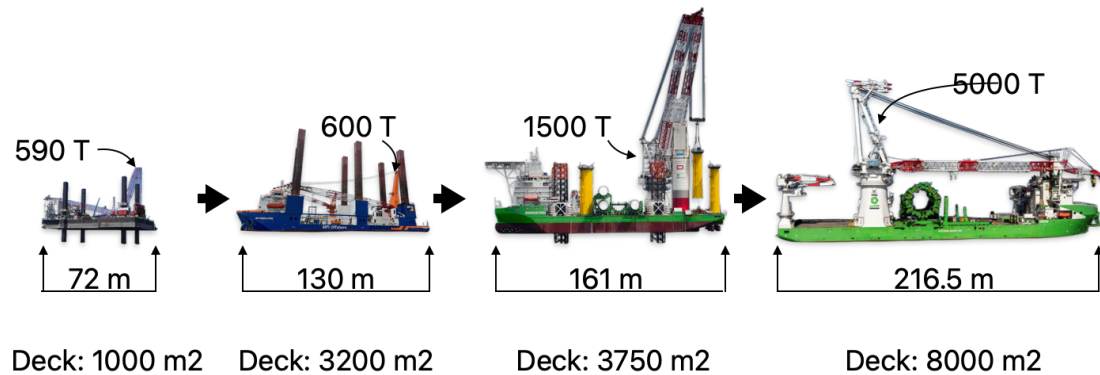 590 T
600 T
1500 T
5000 T
72 m
130 m
161 m
216.5 m
Deck: 1000 m2
Deck: 3200 m2
Deck: 3750 m2
Deck: 8000 m2